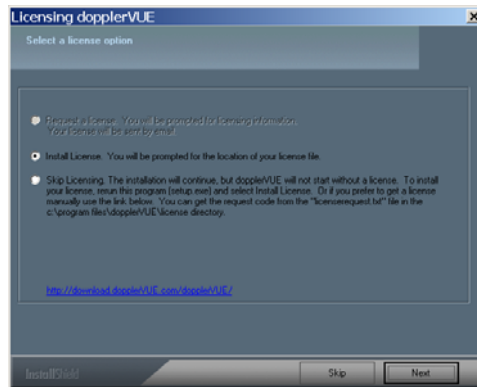 Licensing dopplerVUE
Select a license option
Request a license. You will be prompted for licensing information.
Your license will be sent by email.
Install License. You will be prompted for the location of your license file.
Skip Licensing. The installation will continue, but dopplerVUE will not start without a license. To install
your license, rerun this program (setup.exe) and select Install License. Or if you prefer to get a license
manually use the link below. You can get the request code from the "licenserequest.txt" file in the
c:\program files\dopplerVUE\license directory.
http://download.dopplerVUE.com/dopplerVUE/
InstallShield
Skip
Next